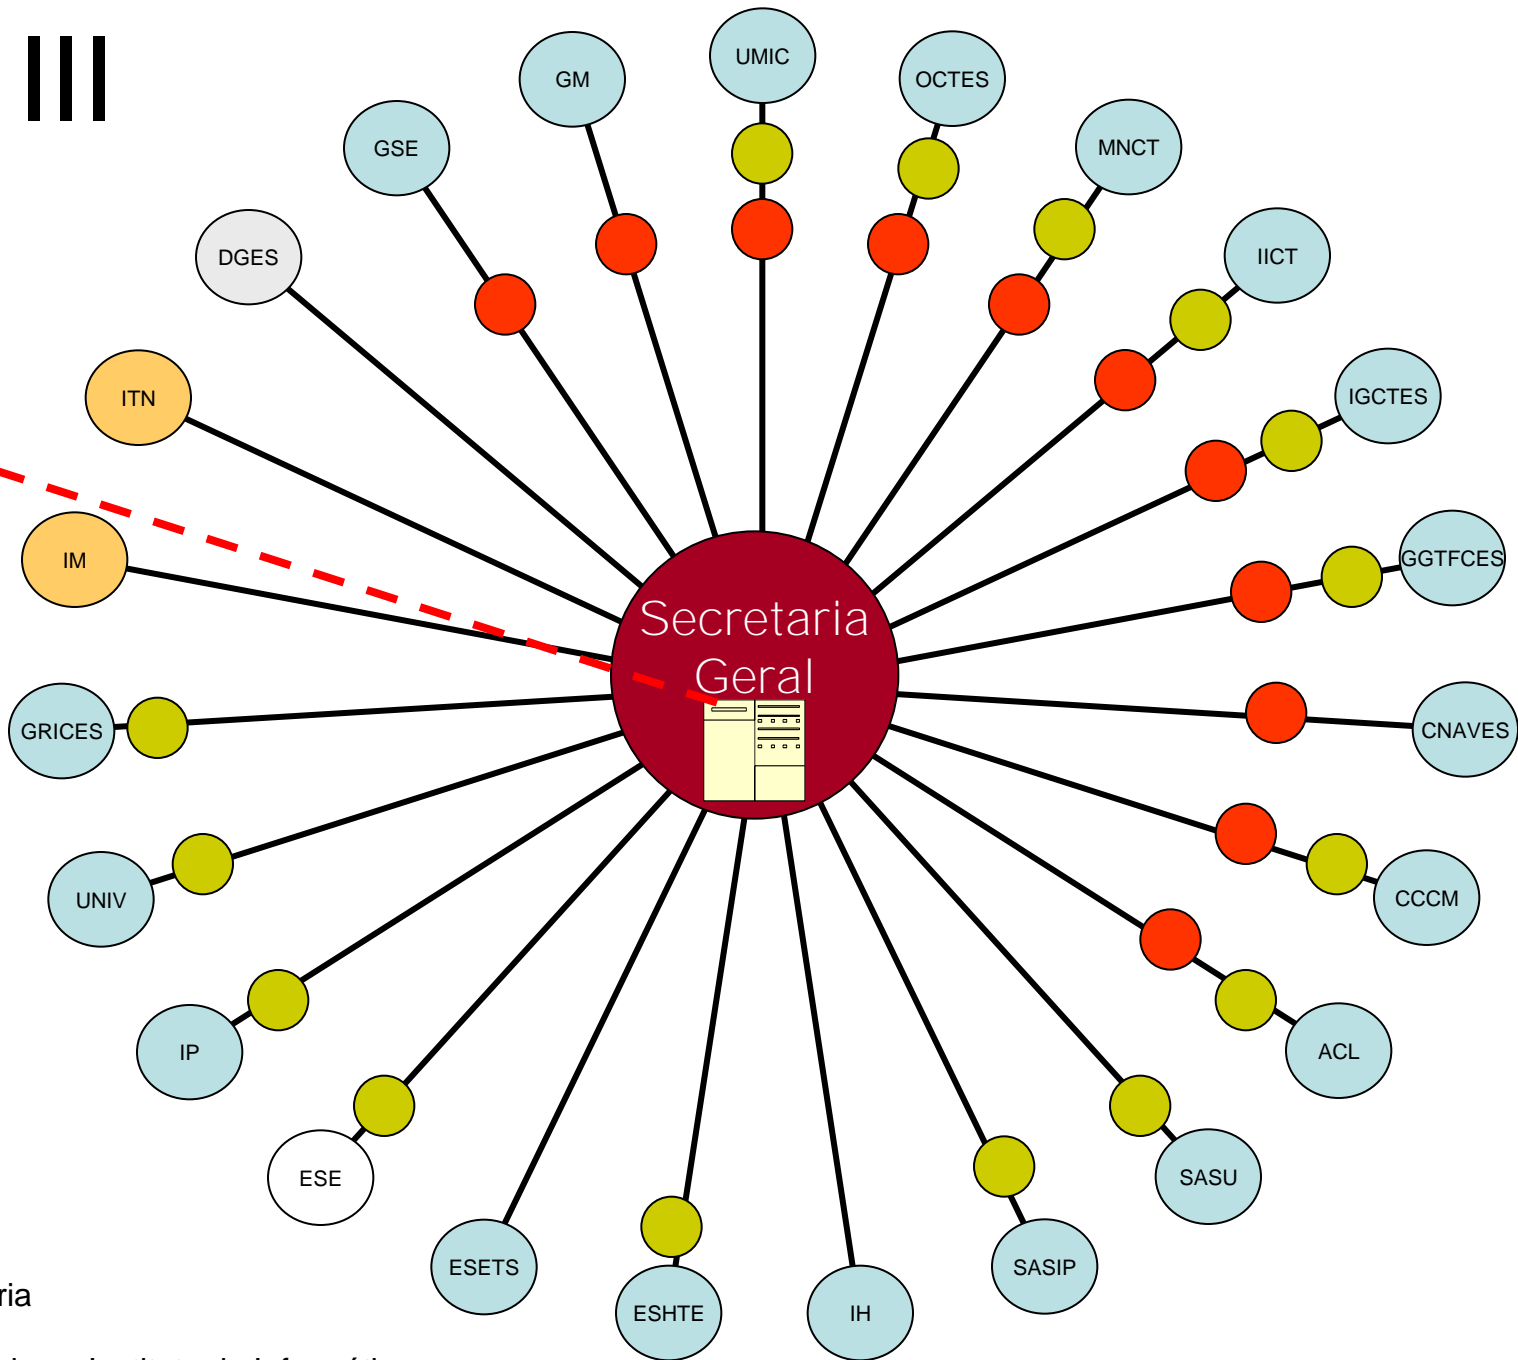 III
UMIC
GM
OCTES
GSE
MNCT
DGES
IICT
ITN
IGCTES
IM
GGTFCES
Secretaria
Geral
GRICES
CNAVES
UNIV
CCCM
IP
ACL
ESE
SASU
ESETS
SASIP
ESHTE
IH
ria